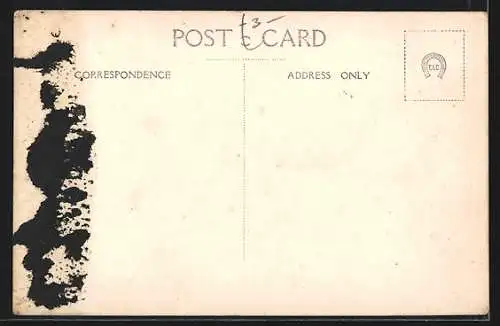 £3-
POST CARD
CORRESPONDENCE
ADDRESS ONLY